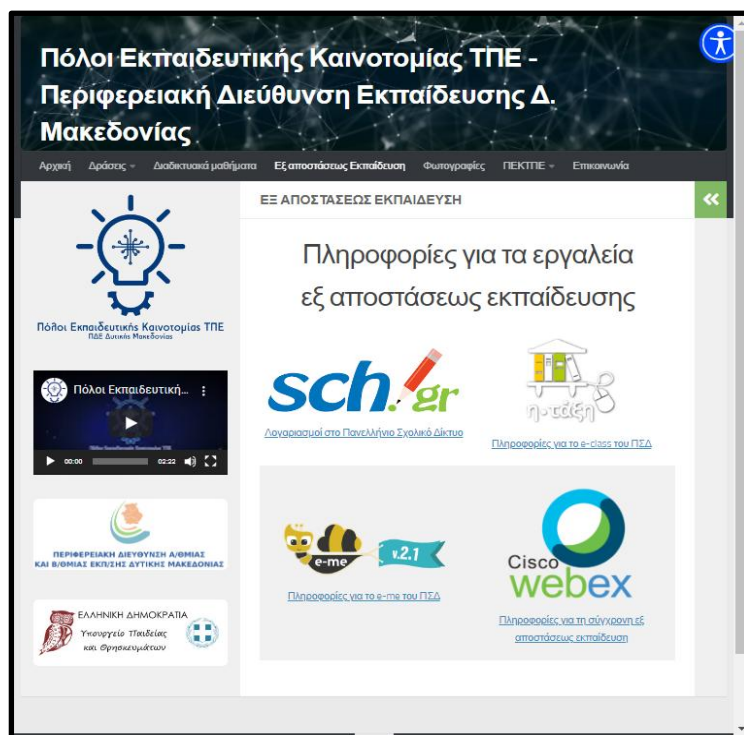 Πόλοι Εκπαιδευτικής Καινοτομίας ΤΠΕ -
Περιφερειακή Διεύθυνση Εκπαίδευσης Δ.
Μακεδονίας
Αρχική Δράσεις Διαδικτυακά μαθήματα Εξ αποστάσεως Εκπαίδευση Φωτογραφίες ΠΕΚΤΠΕ Επικοινωνία
Πόλοι Εκπαιδευτικής Καινοτομίας ΤΠΕ
ΠΔΕ Δυτικής Μακεδονίας
Πόλοι Εκπαιδευτική...
00:00 02:22
ΠΕΡΙΦΕΡΕΙΑΚΗ ΔΙΕΥΘΥΝΣΗ Α/ΘΜΙΑΣ
ΚΑΙ Β/ΘΜΙΑΣ ΕΚΠ/ΣΗΣ ΔΥΤΙΚΗΣ ΜΑΚΕΔΟΝΙΑΣ
ΕΛΛΗΝΙΚΗ ΔΗΜΟΚΡΑΤΙΑ
Υπουργείο Παιδείας
και Θρησκευμάτων
ΕΞ ΑΠΟΣΤΑΣΕΩΣ ΕΚΠΑΙΔΕΥΣΗ
Πληροφορίες για τα εργαλεία
εξ αποστάσεως εκπαίδευσης
sch.gr
Λογαριασμοί στο Πανελλήνιο Σχολικό Δίκτυο
η-τάξη
Πληροφορίες για το e-class του ΠΣΔ
e-me v.2.1
Πληροφορίες για το e-me του ΠΣΔ
Cisco
webex
Πληροφορίες για τη σύγχρονη εξ
αποστάσεως εκπαίδευση